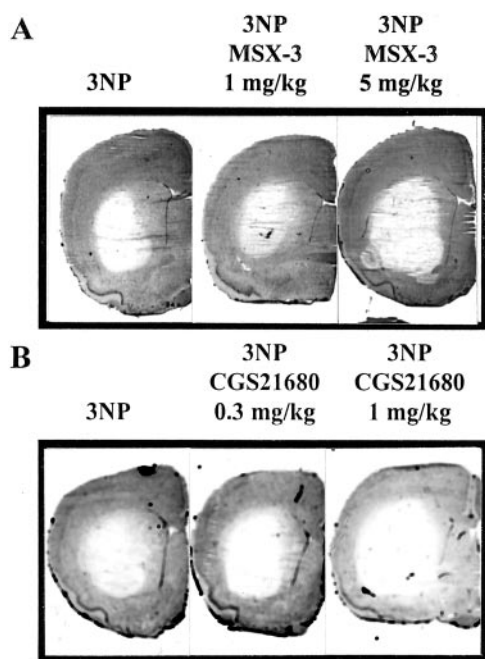 A
3NP
3NP
MSX-3
1 mg/kg
3NP
MSX-3
5 mg/kg
B
3NP
3NP
CGS21680
0.3 mg/kg
3NP
CGS21680
1 mg/kg